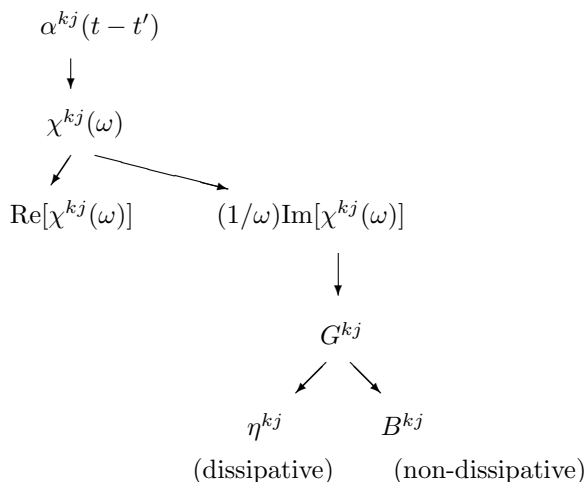 α^{kj}(t − t′)
χ^{kj}(ω)
Re[χ^{kj}(ω)] (1/ω)Im[χ^{kj}(ω)]
G^{kj}
η^{kj} B^{kj}
(dissipative) (non-dissipative)